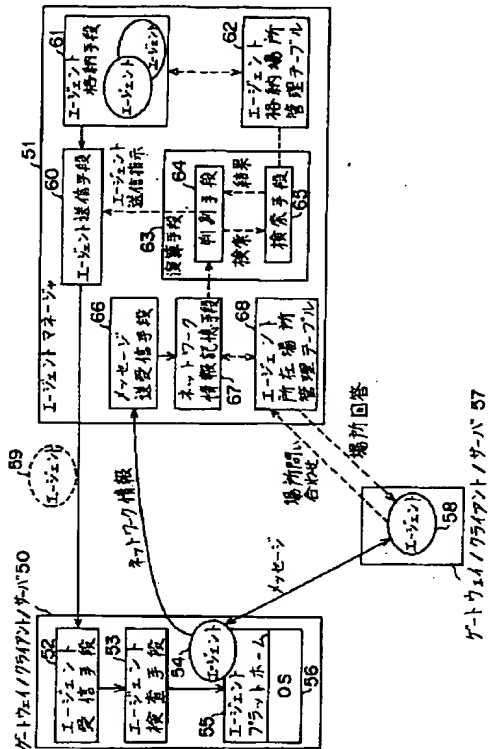 ゲートウェイ/クライアント/サーバ 50
52
エージェント
受信手段
53
エージェント
検査手段
54
エージェント
55
エージェント
プラットホーム
OS
56
59
エージェント
ネットワーク情報
メッセージ
エージェントマネージャ
51
60
エージェント送信手段
61
エージェント
格納手段
エージェント
エージェント
エージェント
送信指示
66
メッセージ
送受信手段
63
演算手段
64
判別手段
検索
結果
65
検索手段
62
エージェント
格納場所
管理テーブル
ネットワーク
情報記憶手段
67
68
エージェント
所在場所
管理テーブル
場所問い
合わせ
場所回答
エージェント
58
ゲートウェイ/クライアント/サーバ 57